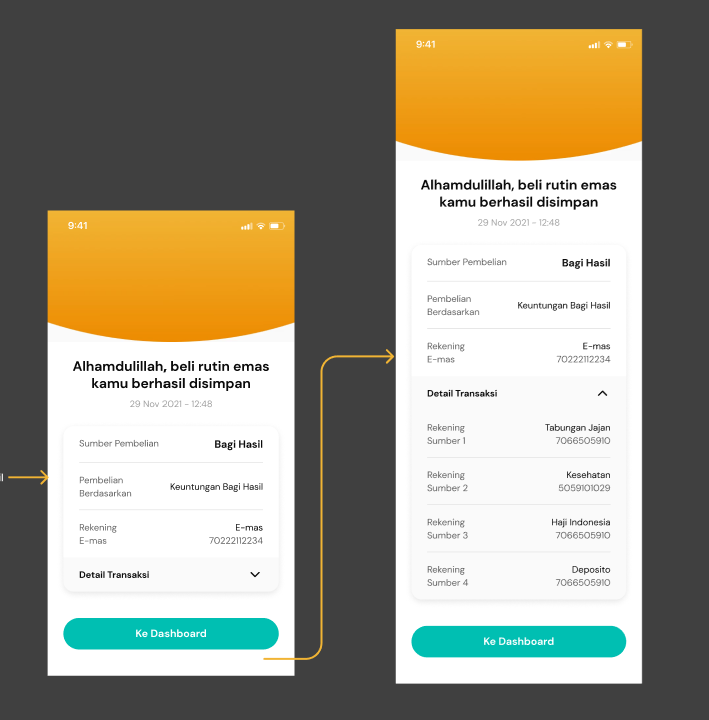 9:41
Alhamdulillah, beli rutin emas
kamu berhasil disimpan
29 Nov 2021 - 12:48
Sumber Pembelian Bagi Hasil
Pembelian
Berdasarkan Keuntungan Bagi Hasil
Rekening E-mas
E-mas 70222112234
Detail Transaksi
Ke Dashboard
9:41
Alhamdulillah, beli rutin emas
kamu berhasil disimpan
29 Nov 2021 - 12:48
Sumber Pembelian Bagi Hasil
Pembelian
Berdasarkan Keuntungan Bagi Hasil
Rekening E-mas
E-mas 70222112234
Detail Transaksi
Rekening Tabungan Jajan
Sumber 1 7066505910
Rekening Kesehatan
Sumber 2 5059101029
Rekening Haji Indonesia
Sumber 3 7066505910
Rekening Deposito
Sumber 4 7066505910
Ke Dashboard